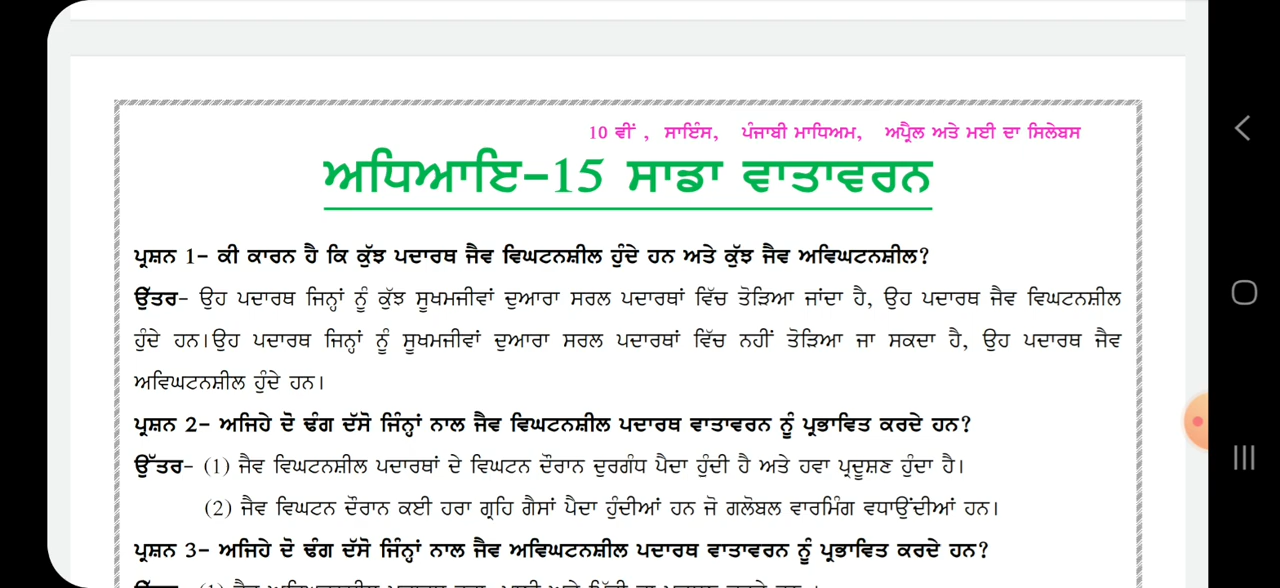 10 ਵੀਂ , ਸਾਇੰਸ, ਪੰਜਾਬੀ ਮਾਧਿਅਮ, ਅਪ੍ਰੈਲ ਅਤੇ ਮਈ ਦਾ ਸਿਲੇਬਸ
ਅਧਿਆਇ-15 ਸਾਡਾ ਵਾਤਾਵਰਨ
ਪ੍ਰਸ਼ਨ 1- ਕੀ ਕਾਰਨ ਹੈ ਕਿ ਕੁੱਝ ਪਦਾਰਥ ਜੈਵ ਵਿਘਟਨਸ਼ੀਲ ਹੁੰਦੇ ਹਨ ਅਤੇ ਕੁੱਝ ਜੈਵ ਅਵਿਘਟਨਸ਼ੀਲ?
ਉੱਤਰ- ਉਹ ਪਦਾਰਥ ਜਿਨ੍ਹਾਂ ਨੂੰ ਕੁੱਝ ਸੂਖਮਜੀਵਾਂ ਦੁਆਰਾ ਸਰਲ ਪਦਾਰਥਾਂ ਵਿੱਚ ਤੋੜਿਆ ਜਾਂਦਾ ਹੈ, ਉਹ ਪਦਾਰਥ ਜੈਵ ਵਿਘਟਨਸ਼ੀਲ
ਹੁੰਦੇ ਹਨ।ਉਹ ਪਦਾਰਥ ਜਿਨ੍ਹਾਂ ਨੂੰ ਸੂਖਮਜੀਵਾਂ ਦੁਆਰਾ ਸਰਲ ਪਦਾਰਥਾਂ ਵਿੱਚ ਨਹੀਂ ਤੋੜਿਆ ਜਾ ਸਕਦਾ ਹੈ, ਉਹ ਪਦਾਰਥ ਜੈਵ
ਅਵਿਘਟਨਸ਼ੀਲ ਹੁੰਦੇ ਹਨ।
ਪ੍ਰਸ਼ਨ 2- ਅਜਿਹੇ ਦੋ ਢੰਗ ਦੱਸੋ ਜਿੰਨ੍ਹਾਂ ਨਾਲ ਜੈਵ ਵਿਘਟਨਸ਼ੀਲ ਪਦਾਰਥ ਵਾਤਾਵਰਨ ਨੂੰ ਪ੍ਰਭਾਵਿਤ ਕਰਦੇ ਹਨ?
ਉੱਤਰ- (1) ਜੈਵ ਵਿਘਟਨਸ਼ੀਲ ਪਦਾਰਥਾਂ ਦੇ ਵਿਘਟਨ ਦੌਰਾਨ ਦੁਰਗੰਧ ਪੈਦਾ ਹੁੰਦੀ ਹੈ ਅਤੇ ਹਵਾ ਪ੍ਰਦੂਸ਼ਣ ਹੁੰਦਾ ਹੈ।
(2) ਜੈਵ ਵਿਘਟਨ ਦੌਰਾਨ ਕਈ ਹਰਾ ਗ੍ਰਹਿ ਗੈਸਾਂ ਪੈਦਾ ਹੁੰਦੀਆਂ ਹਨ ਜੋ ਗਲੋਬਲ ਵਾਰਮਿੰਗ ਵਧਾਉਂਦੀਆਂ ਹਨ।
ਪ੍ਰਸ਼ਨ 3- ਅਜਿਹੇ ਦੋ ਢੰਗ ਦੱਸੋ ਜਿੰਨ੍ਹਾਂ ਨਾਲ ਜੈਵ ਅਵਿਘਟਨਸ਼ੀਲ ਪਦਾਰਥ ਵਾਤਾਵਰਨ ਨੂੰ ਪ੍ਰਭਾਵਿਤ ਕਰਦੇ ਹਨ?